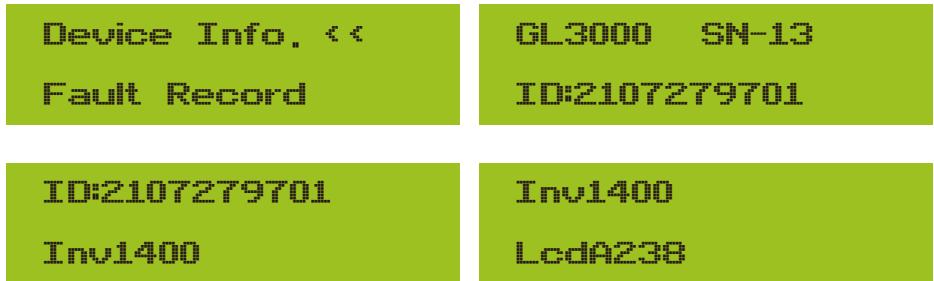 Device Info. <<
Fault Record
GL3000 SN-13
ID:2107279701
ID:2107279701
Inv1400
Inv1400
LcdA238